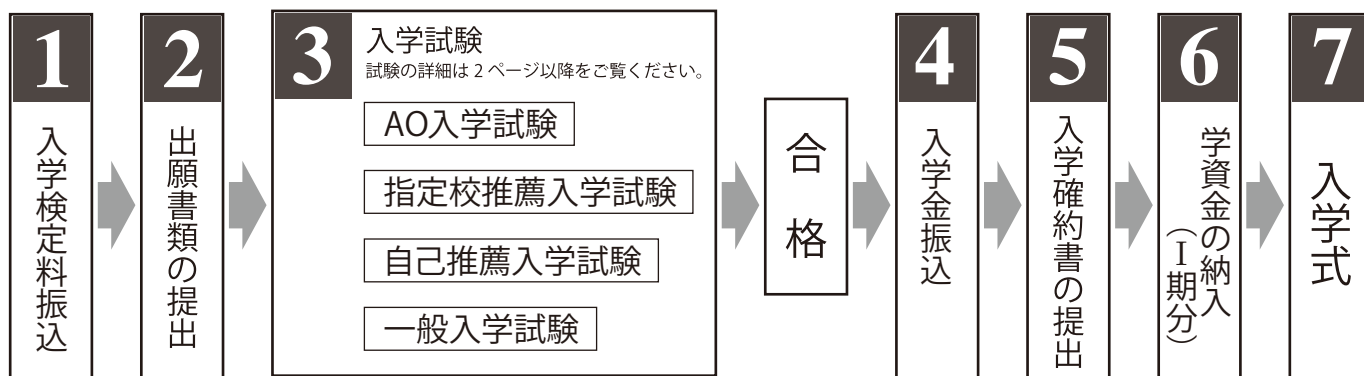 1
入学検定料振込
2
出願書類の提出
3
入学試験
試験の詳細は2ページ以降をご覧ください。
AO入学試験
指定校推薦入学試験
自己推薦入学試験
一般入学試験
合格
4
入学金振込
5
入学確約書の提出
6
学資金の納入
（Ⅰ期分）
7
入学式